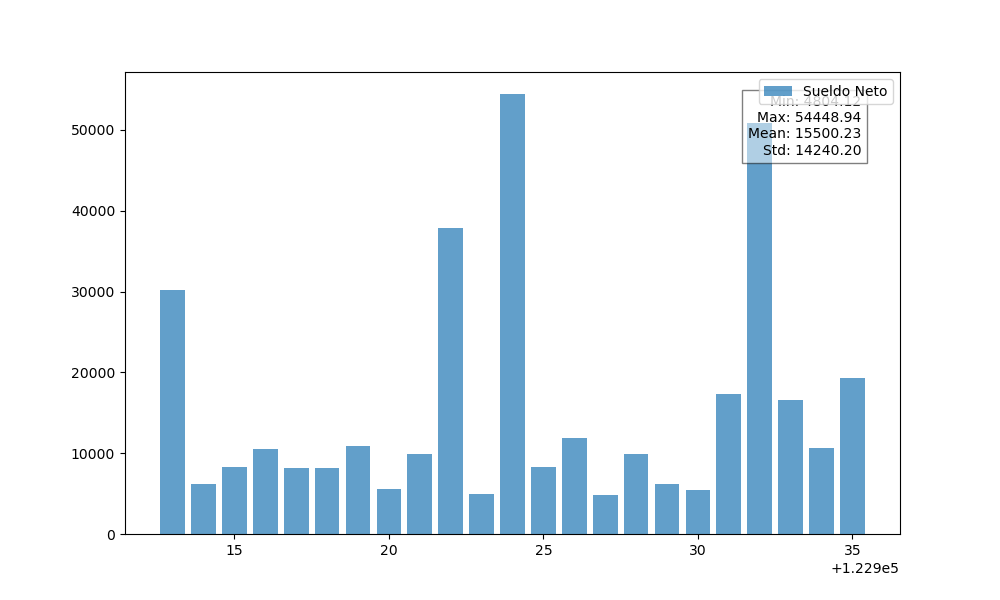 Sueldo Neto
Min: 4804.12
Max: 54448.94
Mean: 15500.23
Std: 14240.20
50000
40000
30000
20000
10000
0
15 20 25 30 35
+1.229e5